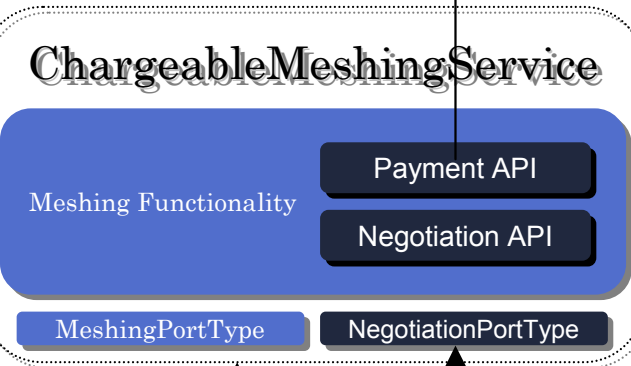 ChargeableMeshingService
Payment API
Meshing Functionality
Negotiation API
MeshingPortType
NegotiationPortType